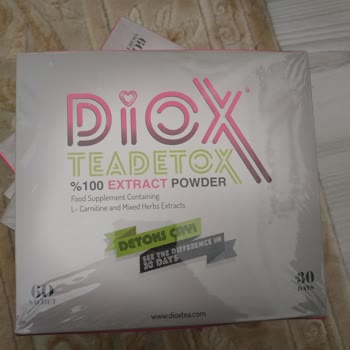 DioX
TEADETOX
%100 EXTRACT POWDER
Food Supplement Containing
L- Carnitine and Mixed Herbs Extracts
DETOKS ÇAYI
SEE THE DIFFERENCE IN
30 DAYS
60
SACHET
30
DAYS
www.dioxtea.com
60